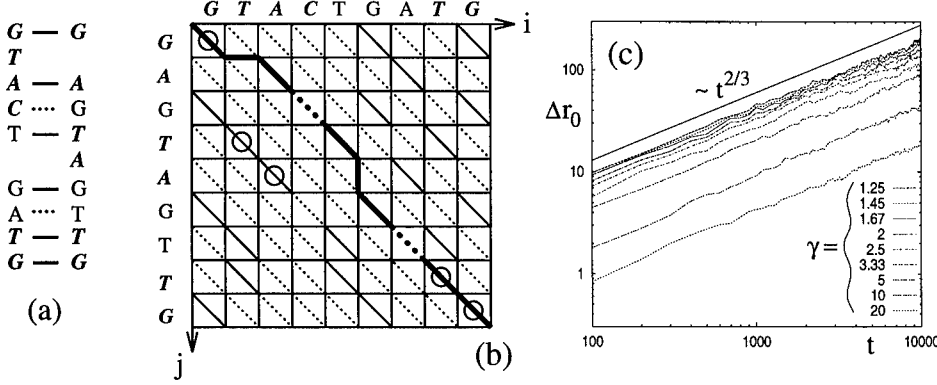 G — G
T
A — A
C ···· G
T — T
A
G — G
A ···· T
T — T
G — G
(a)
G T A C T G A T G
i
G
A
G
T
A
G
T
T
G
j
(b)
(c)
~ t^{2/3}
Δr₀
100
10
1
γ =
1.25
1.45
1.67
2
2.5
3.33
5
10
20
100
1000
t
10000